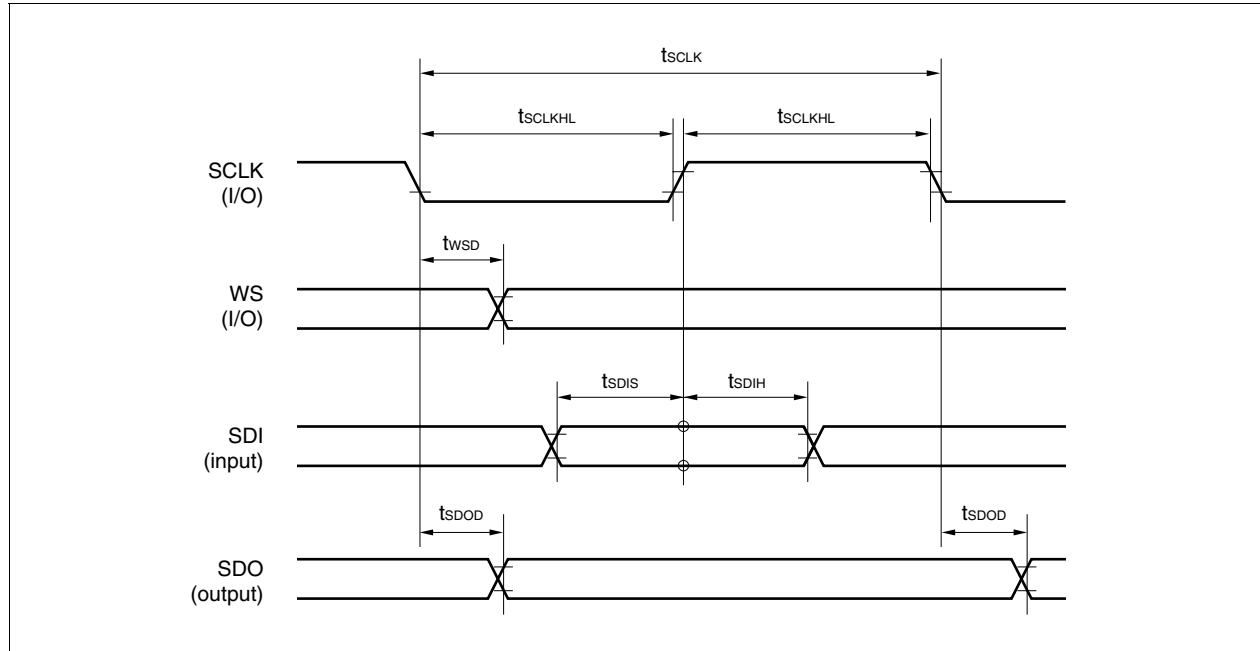 tSCLK
tSCLKHL tSCLKHL
SCLK
(I/O)
tWSD
WS
(I/O)
tSDIS tSDIH
SDI
(input)
tSDOD tSDOD
SDO
(output)